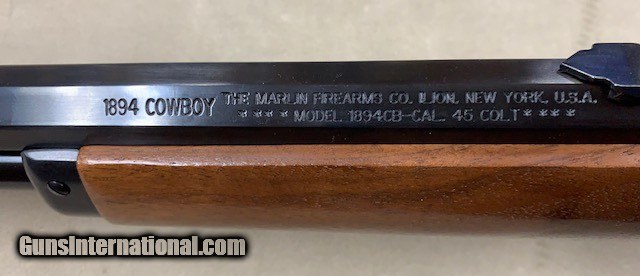 1894 COWBOY
THE MARLIN FIREARMS CO. ILION, NEW YORK, U.S.A.
**** MODEL 1894CB-CAL. 45 COLT ****
GunsInternational.com